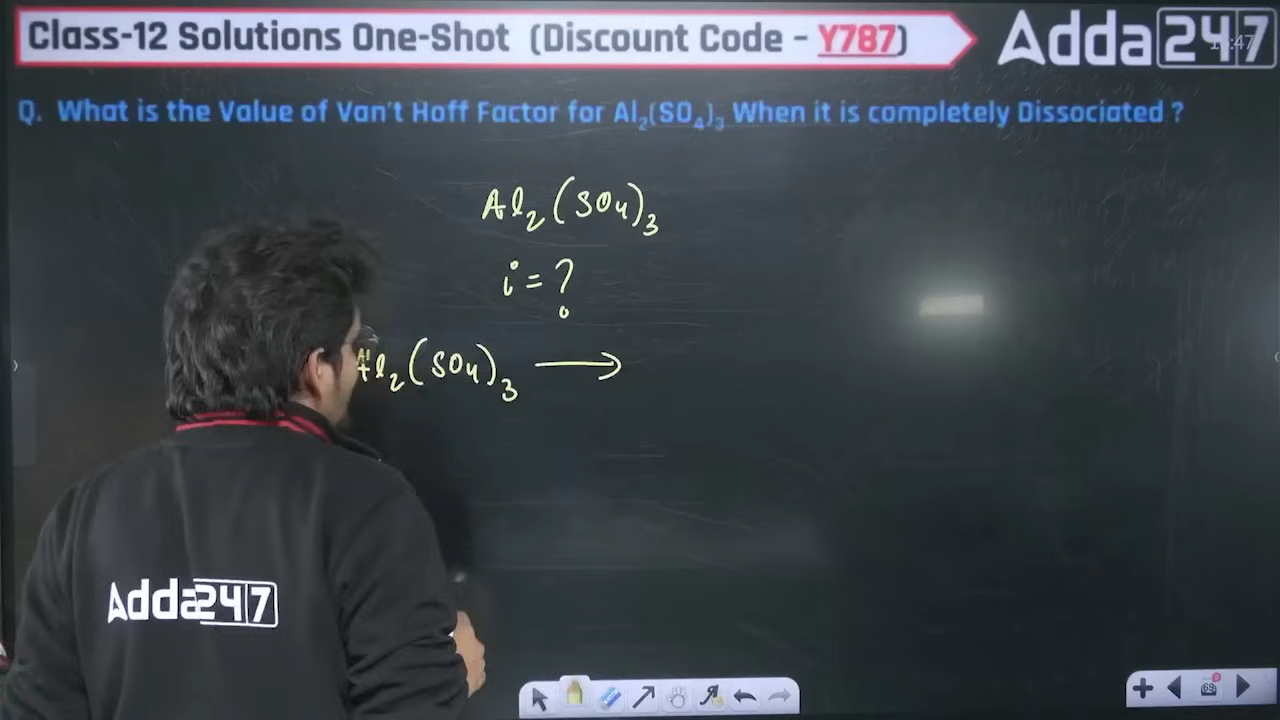 Class-12 Solutions One-Shot (Discount Code - Y787)
Adda247
Q. What is the Value of Van't Hoff Factor for Al₂(SO₄)₃ When it is completely Dissociated ?
Al₂(SO₄)₃
i = ?
Al₂(SO₄)₃ ⟶
Adda247
69